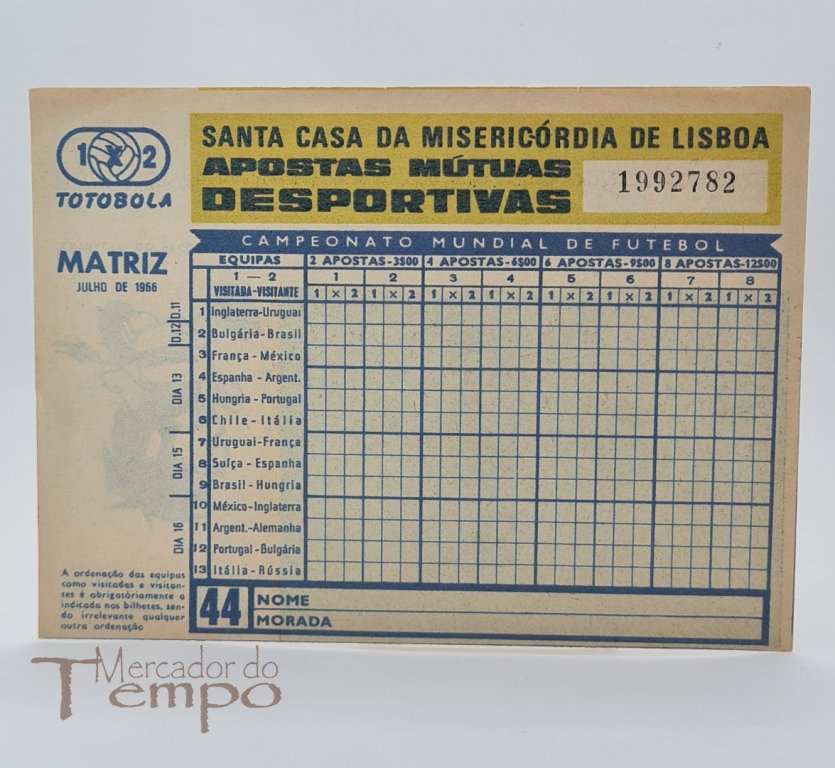 1 X 2
TOTOBOLA
SANTA CASA DA MISERICÓRDIA DE LISBOA
APOSTAS MÚTUAS
DESPORTIVAS
1992782
MATRIZ
JULHO DE 1966
CAMPEONATO MUNDIAL DE FUTEBOL
EQUIPAS 2 APOSTAS-3$00 4 APOSTAS-6$00 6 APOSTAS-9$00 8 APOSTAS-12$00
1 — 2 1 2 3 4 5 6 7 8
VISITADA-VISITANTE 1 X 2 1 X 2 1 X 2 1 X 2 1 X 2 1 X 2 1 X 2 1 X 2
D.11 1 Inglaterra-Uruguai
D.12 2 Bulgária-Brasil
DIA 13 3 França - México
4 Espanha - Argent.
5 Hungria - Portugal
6 Chile - Itália
DIA 15 7 Uruguai-França
8 Suíça - Espanha
9 Brasil - Hungria
DIA 16 10 México-Inglaterra
11 Argent.-Alemanha
12 Portugal-Bulgária
13 Itália - Rússia
A ordenação das equipas
como visitadas e visitan-
tes é obrigatòriamente a
indicada nos bilhetes, sen-
do irrelevante qualquer
outra ordenação
44 NOME
MORADA
Mercador do
Tempo